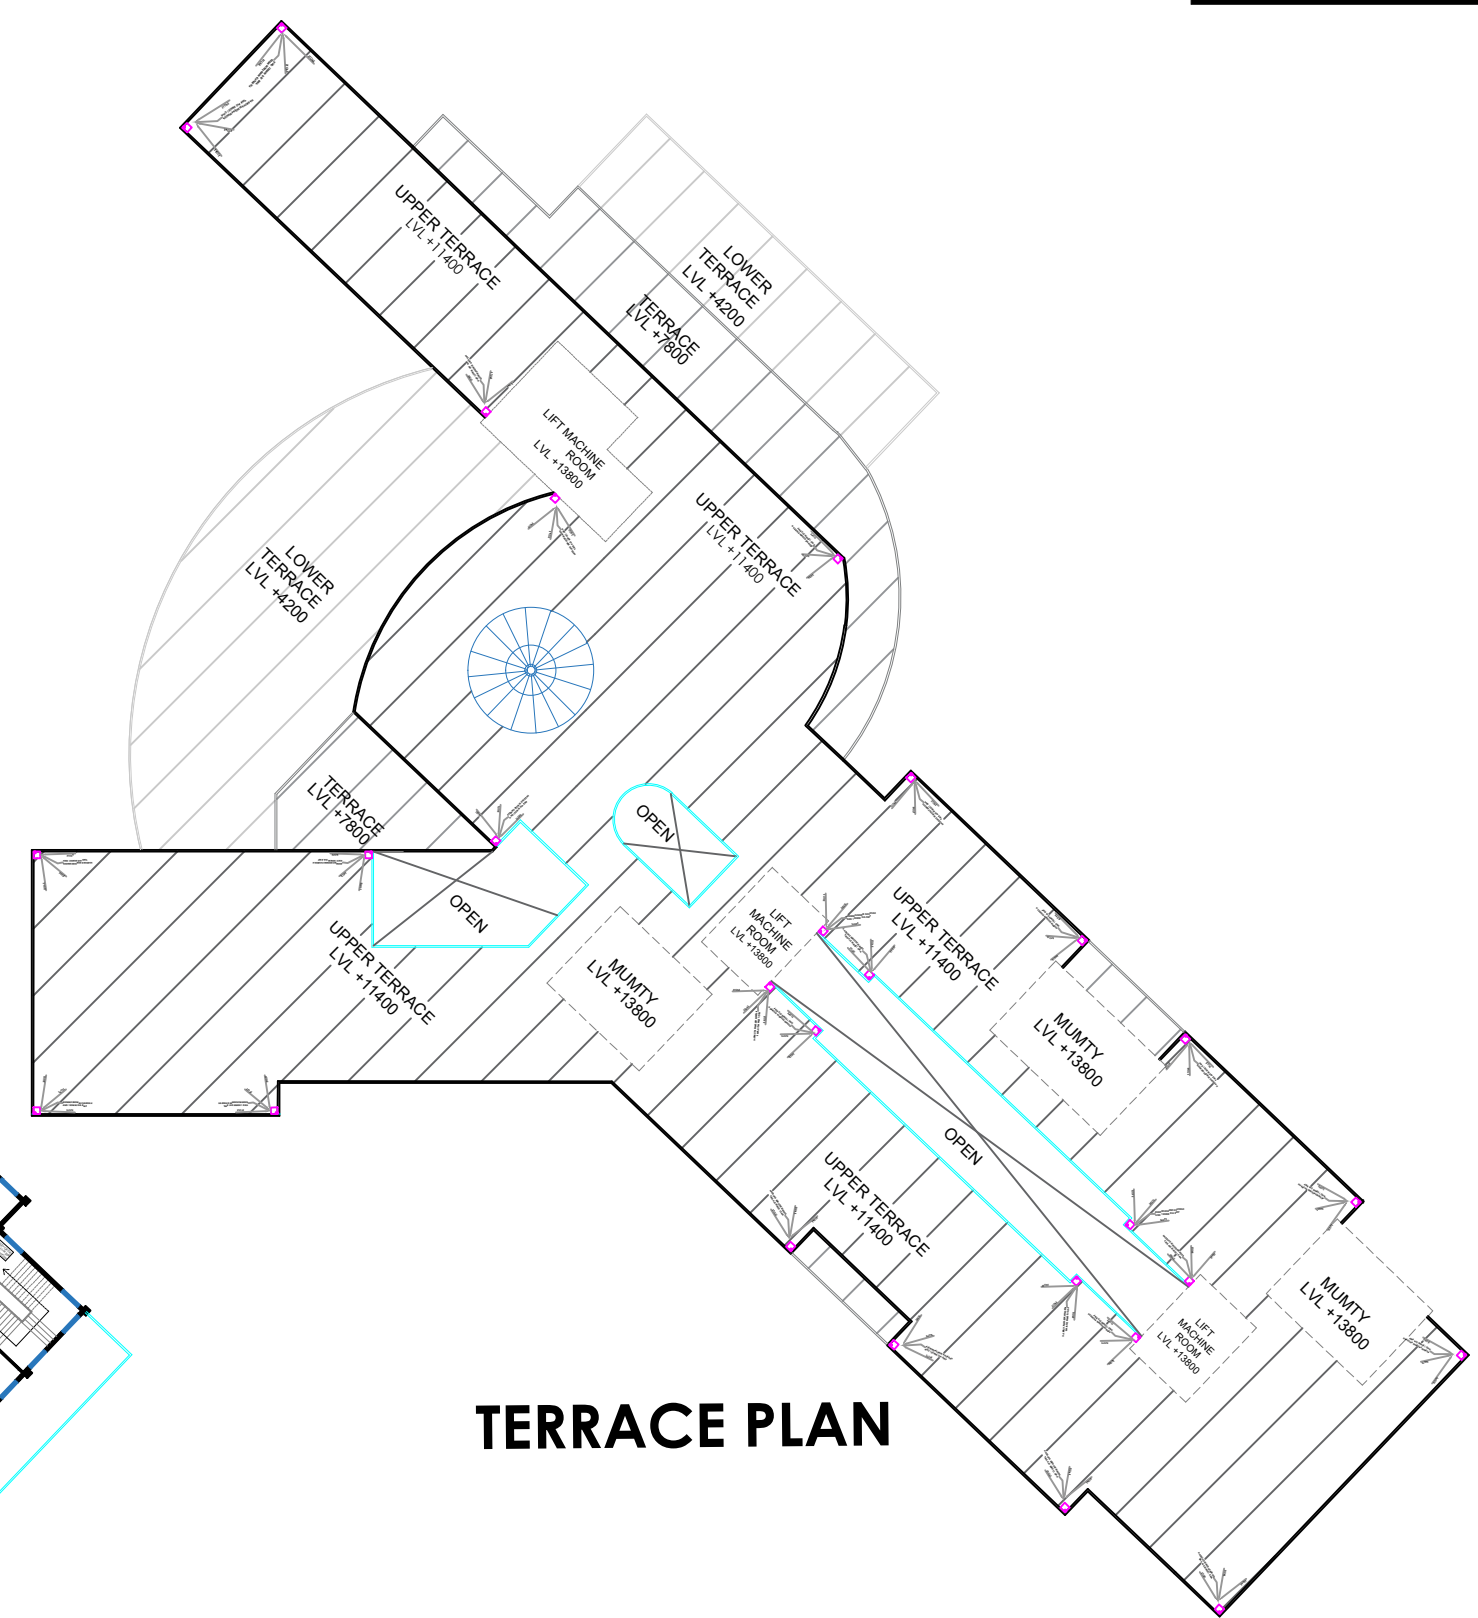 UPPER TERRACE
LVL +11400
LOWER
TERRACE
LVL +4200
TERRACE
LVL +7800
LIFT MACHINE
ROOM
LVL +13800
UPPER TERRACE
LVL +11400
LOWER
TERRACE
LVL +4200
TERRACE
LVL +7800
OPEN
OPEN
UPPER TERRACE
LVL +11400
LIFT
MACHINE
ROOM
LVL +13800
UPPER TERRACE
LVL +11400
MUMTY
LVL +13800
MUMTY
LVL +13800
OPEN
UPPER TERRACE
LVL +11400
MUMTY
LVL +13800
LIFT
MACHINE
ROOM
LVL +13800
TERRACE PLAN